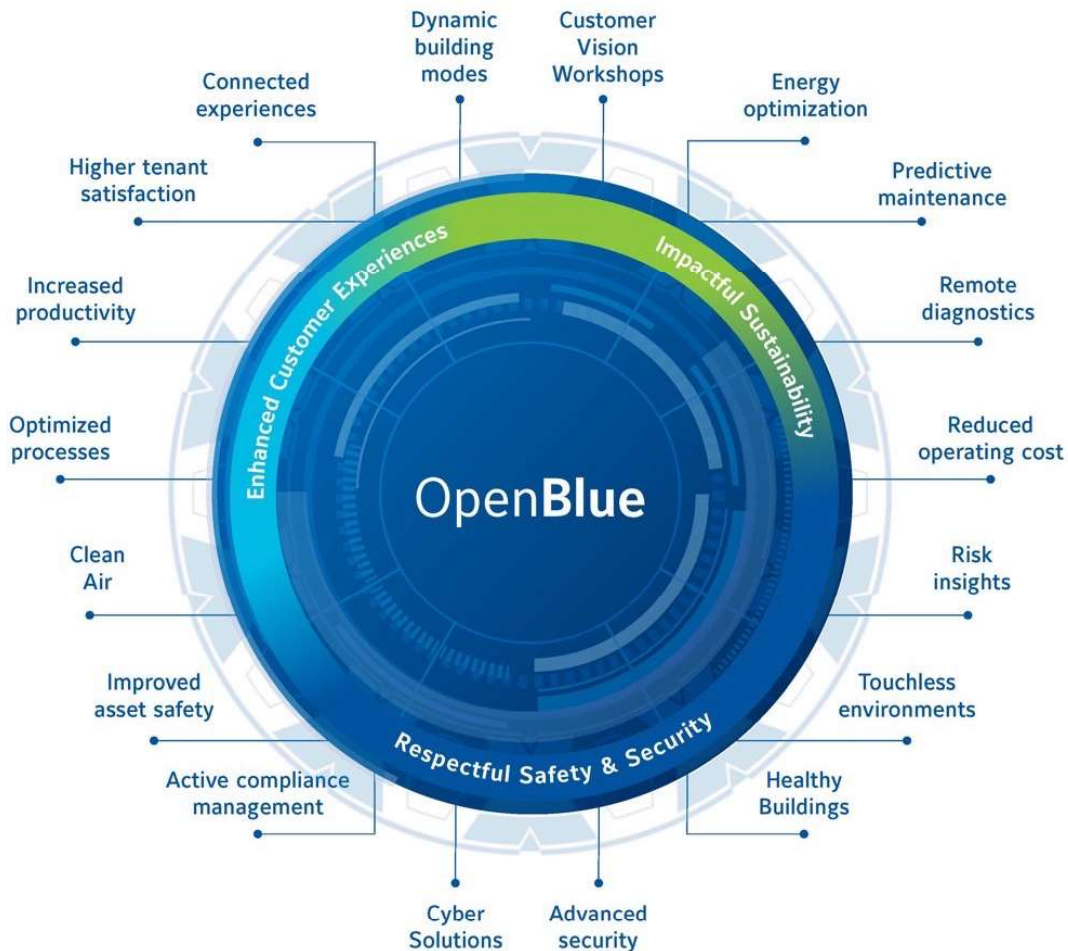 Dynamic
building
modes
Customer
Vision
Workshops
Connected
experiences
Energy
optimization
Higher tenant
satisfaction
Predictive
maintenance
Enhanced Customer Experiences
Impactful Sustainability
Increased
productivity
Remote
diagnostics
Optimized
processes
Reduced
operating cost
OpenBlue
Clean
Air
Risk
insights
Improved
asset safety
Touchless
environments
Respectful Safety & Security
Active compliance
management
Healthy
Buildings
Cyber
Solutions
Advanced
security